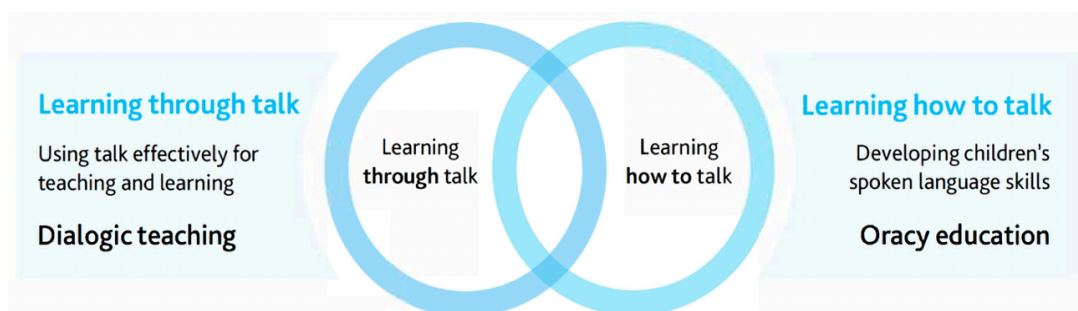 Learning through talk
Using talk effectively for
teaching and learning
Dialogic teaching
Learning
through talk
Learning
how to talk
Learning how to talk
Developing children's
spoken language skills
Oracy education